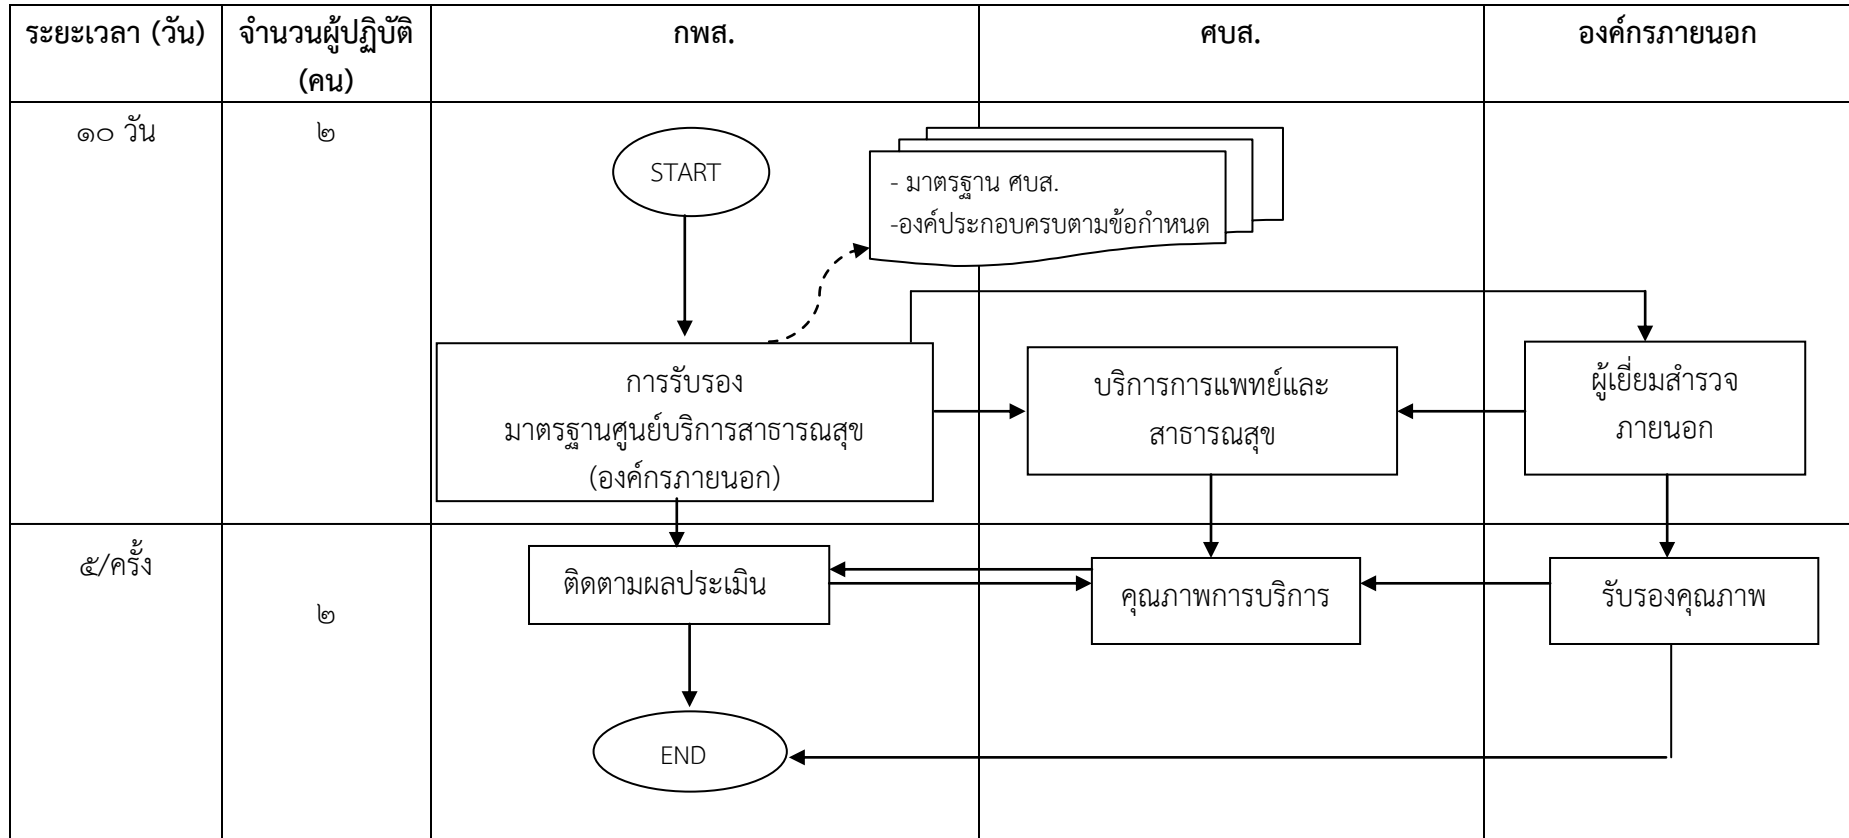 ระยะเวลา (วัน)
จำนวนผู้ปฏิบัติ
(คน)
กพส.
ศบส.
องค์กรภายนอก
๑๐ วัน
๒
START
- มาตรฐาน ศบส.
-องค์ประกอบครบตามข้อกำหนด
การรับรอง
มาตรฐานศูนย์บริการสาธารณสุข
(องค์กรภายนอก)
บริการการแพทย์และ
สาธารณสุข
ผู้เยี่ยมสำรวจ
ภายนอก
๕/ครั้ง
๒
ติดตามผลประเมิน
คุณภาพการบริการ
รับรองคุณภาพ
END